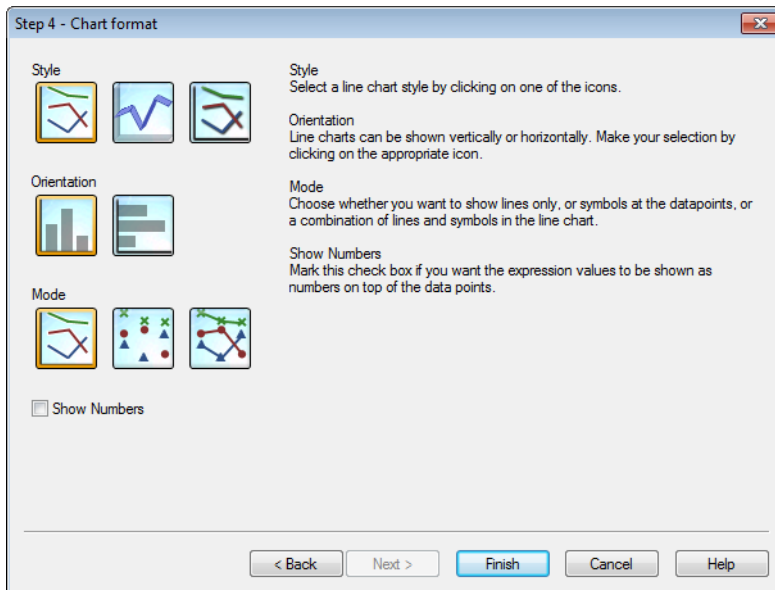 Step 4 - Chart format
Style
Style
Select a line chart style by clicking on one of the icons.
Orientation
Line charts can be shown vertically or horizontally. Make your selection by
clicking on the appropriate icon.
Orientation
Mode
Choose whether you want to show lines only, or symbols at the datapoints, or
a combination of lines and symbols in the line chart.
Show Numbers
Mark this check box if you want the expression values to be shown as
numbers on top of the data points.
Mode
Show Numbers
< Back
Next >
Finish
Cancel
Help